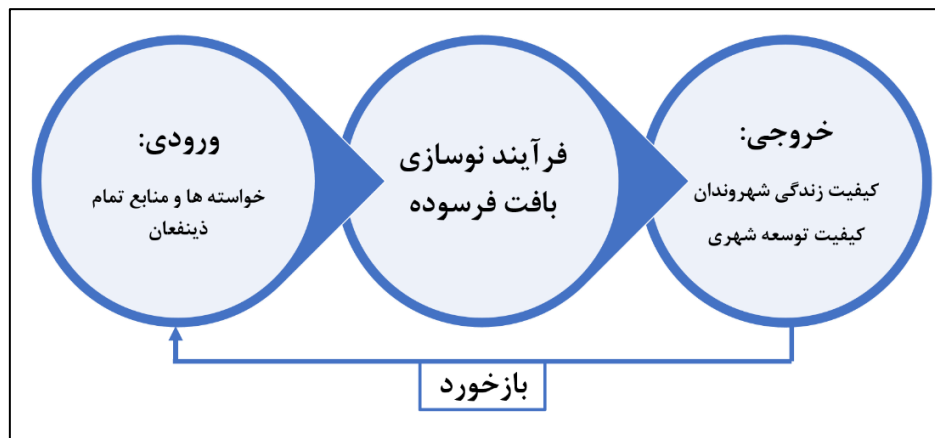 ورودی:
خواسته ها و منابع تمام
ذینفعان
فرآیند نوسازی
بافت فرسوده
خروجی:
کیفیت زندگی شهروندان
کیفیت توسعه شهری
بازخورد